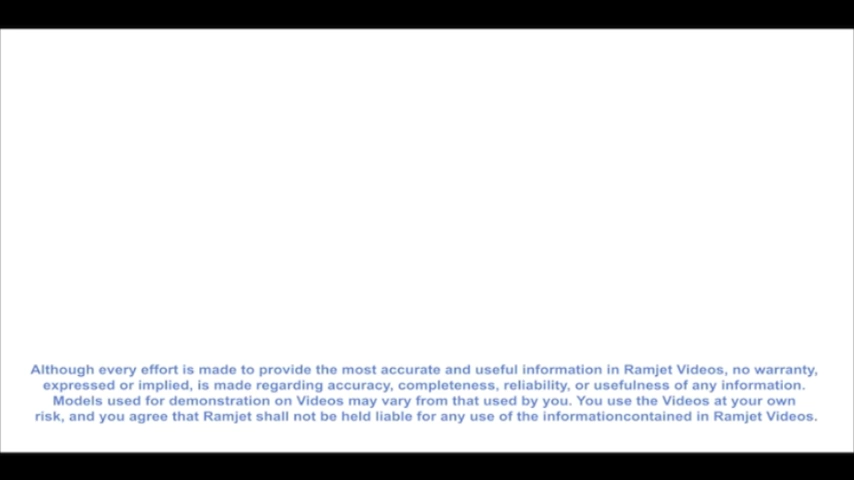 Although every effort is made to provide the most accurate and useful information in Ramjet Videos, no warranty,
expressed or implied, is made regarding accuracy, completeness, reliability, or usefulness of any information.
Models used for demonstration on Videos may vary from that used by you. You use the Videos at your own
risk, and you agree that Ramjet shall not be held liable for any use of the informationcontained in Ramjet Videos.